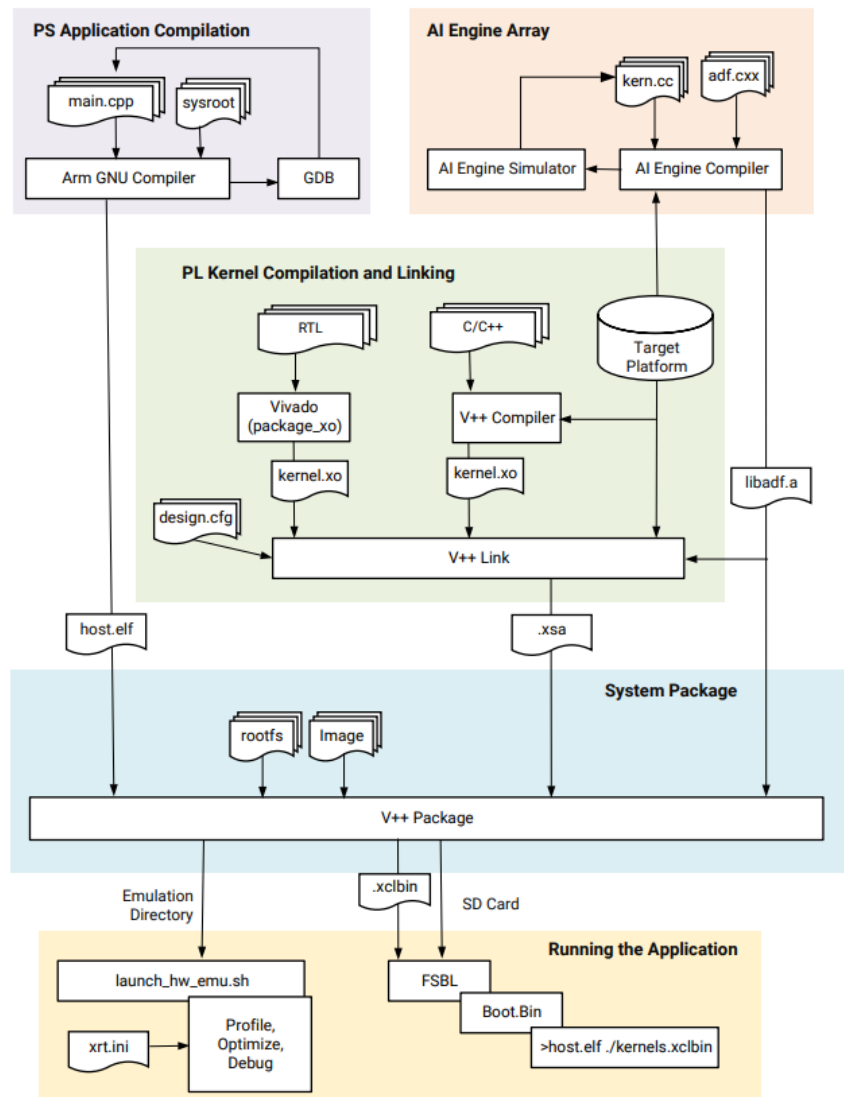 PS Application Compilation
main.cpp
sysroot
Arm GNU Compiler
GDB
AI Engine Array
kern.cc
adf.cxx
AI Engine Simulator
AI Engine Compiler
PL Kernel Compilation and Linking
RTL
C/C++
Target
Platform
Vivado
(package_xo)
V++ Compiler
kernel.xo
kernel.xo
libadf.a
design.cfg
V++ Link
host.elf
.xsa
System Package
rootfs
Image
V++ Package
Emulation
Directory
.xclbin
SD Card
Running the Application
launch_hw_emu.sh
FSBL
Boot.Bin
Profile,
Optimize,
Debug
xrt.ini
>host.elf ./kernels.xclbin